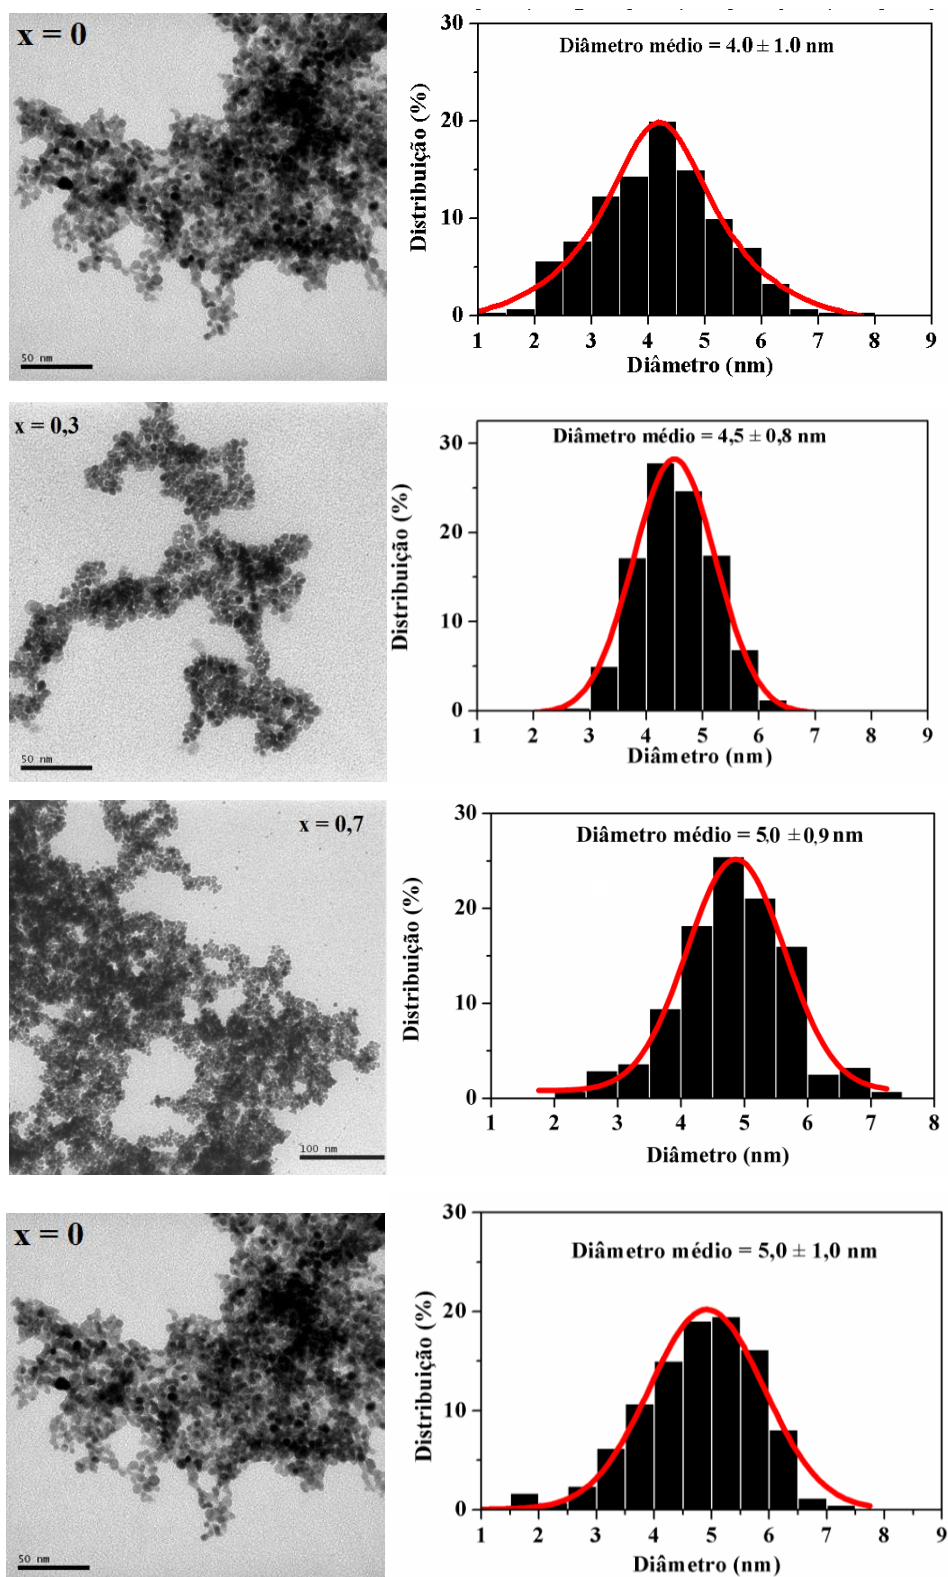 x = 0
50 nm
Diâmetro médio = 4.0 ± 1.0 nm
Distribuição (%)
30
20
10
0
1 2 3 4 5 6 7 8 9
Diâmetro (nm)
x = 0,3
50 nm
Diâmetro médio = 4,5 ± 0,8 nm
Distribuição (%)
30
20
10
0
1 2 3 4 5 6 7 8 9
Diâmetro (nm)
x = 0,7
100 nm
Diâmetro médio = 5,0 ± 0,9 nm
Distribuição (%)
30
20
10
0
1 2 3 4 5 6 7 8
Diâmetro (nm)
x = 0
50 nm
Diâmetro médio = 5,0 ± 1,0 nm
Distribuição (%)
30
20
10
0
1 2 3 4 5 6 7 8 9
Diâmetro (nm)